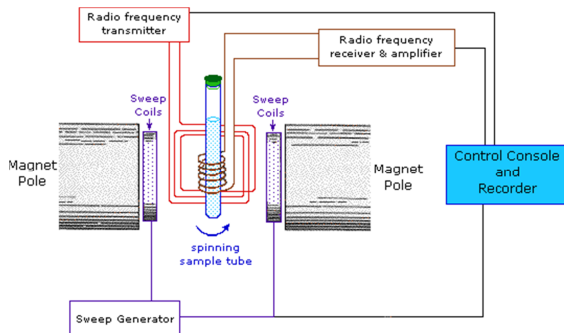 Radio frequency
transmitter
Radio frequency
receiver & amplifier
Sweep
Coils
Sweep
Coils
Magnet
Pole
Magnet
Pole
Control Console
and
Recorder
spinning
sample tube
Sweep Generator